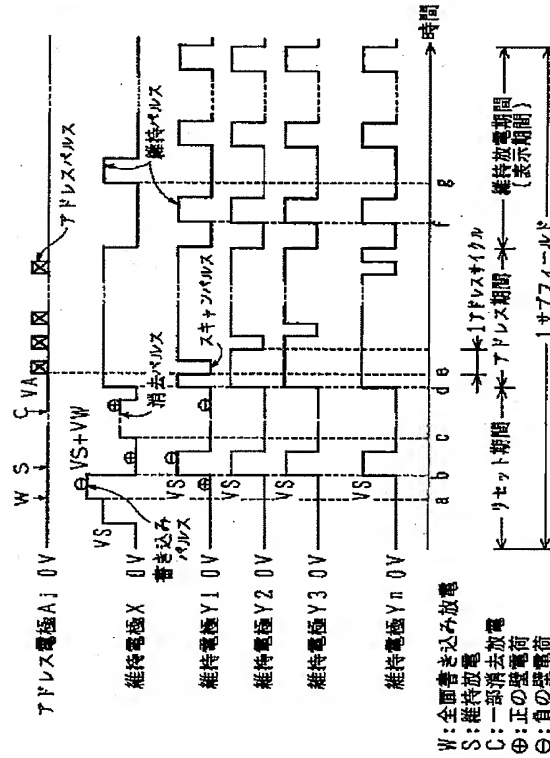 W S C VA
アドレス電極Aj 0V
アドレスパルス
VS
VS+VW
書き込みパルス
消去パルス
維持電極X 0V
維持パルス
VS
維持電極Y1 0V
スキャンパルス
VS
維持電極Y2 0V
VS
維持電極Y3 0V
VS
維持電極Yn 0V
時間
a b c d e f g
1アドレスサイクル
リセット期間
アドレス期間
維持放電期間
(表示期間)
1サブフィールド
W:全面書き込み放電
S:維持放電
C:一部消去放電
⊕:正の壁電荷
⊖:負の壁電荷